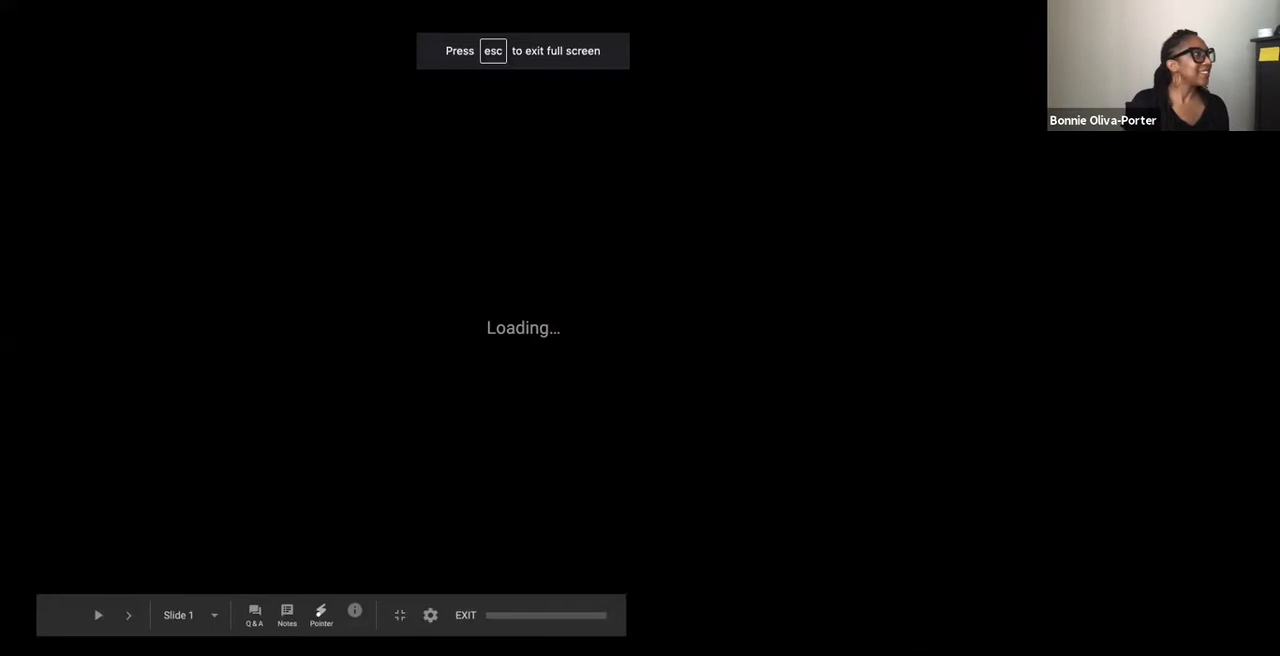 Press esc to exit full screen
Bonnie Oliva-Porter
Loading...
Slide 1
Q & A
Notes
Pointer
EXIT